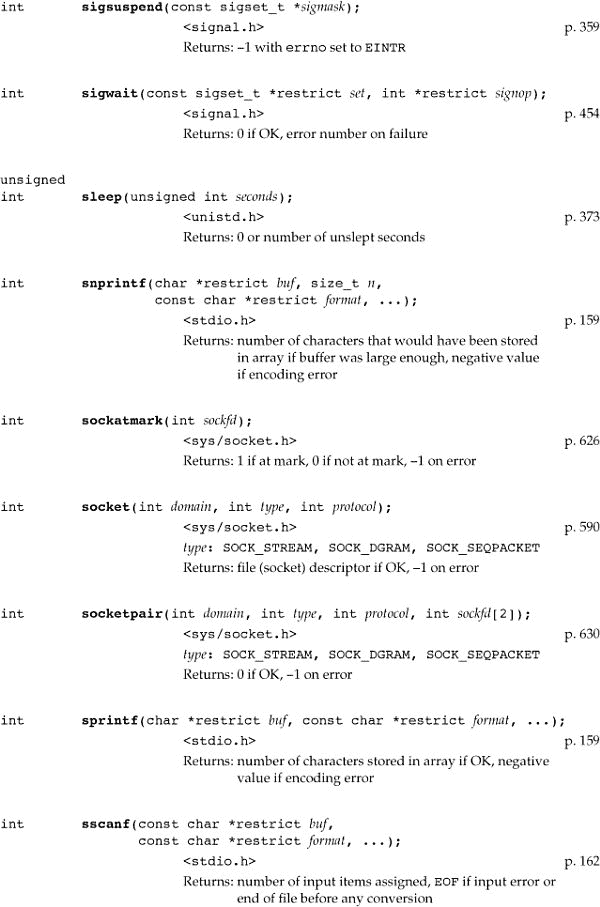 int sigsuspend(const sigset_t *sigmask);
<signal.h> p. 359
Returns: –1 with errno set to EINTR
int sigwait(const sigset_t *restrict set, int *restrict signop);
<signal.h> p. 454
Returns: 0 if OK, error number on failure
unsigned
int sleep(unsigned int seconds);
<unistd.h> p. 373
Returns: 0 or number of unslept seconds
int snprintf(char *restrict buf, size_t n,
const char *restrict format, ...);
<stdio.h> p. 159
Returns: number of characters that would have been stored
in array if buffer was large enough, negative value
if encoding error
int sockatmark(int sockfd);
<sys/socket.h> p. 626
Returns: 1 if at mark, 0 if not at mark, –1 on error
int socket(int domain, int type, int protocol);
<sys/socket.h> p. 590
type: SOCK_STREAM, SOCK_DGRAM, SOCK_SEQPACKET
Returns: file (socket) descriptor if OK, –1 on error
int socketpair(int domain, int type, int protocol, int sockfd[2]);
<sys/socket.h> p. 630
type: SOCK_STREAM, SOCK_DGRAM, SOCK_SEQPACKET
Returns: 0 if OK, –1 on error
int sprintf(char *restrict buf, const char *restrict format, ...);
<stdio.h> p. 159
Returns: number of characters stored in array if OK, negative
value if encoding error
int sscanf(const char *restrict buf,
const char *restrict format, ...);
<stdio.h> p. 162
Returns: number of input items assigned, EOF if input error or
end of file before any conversion